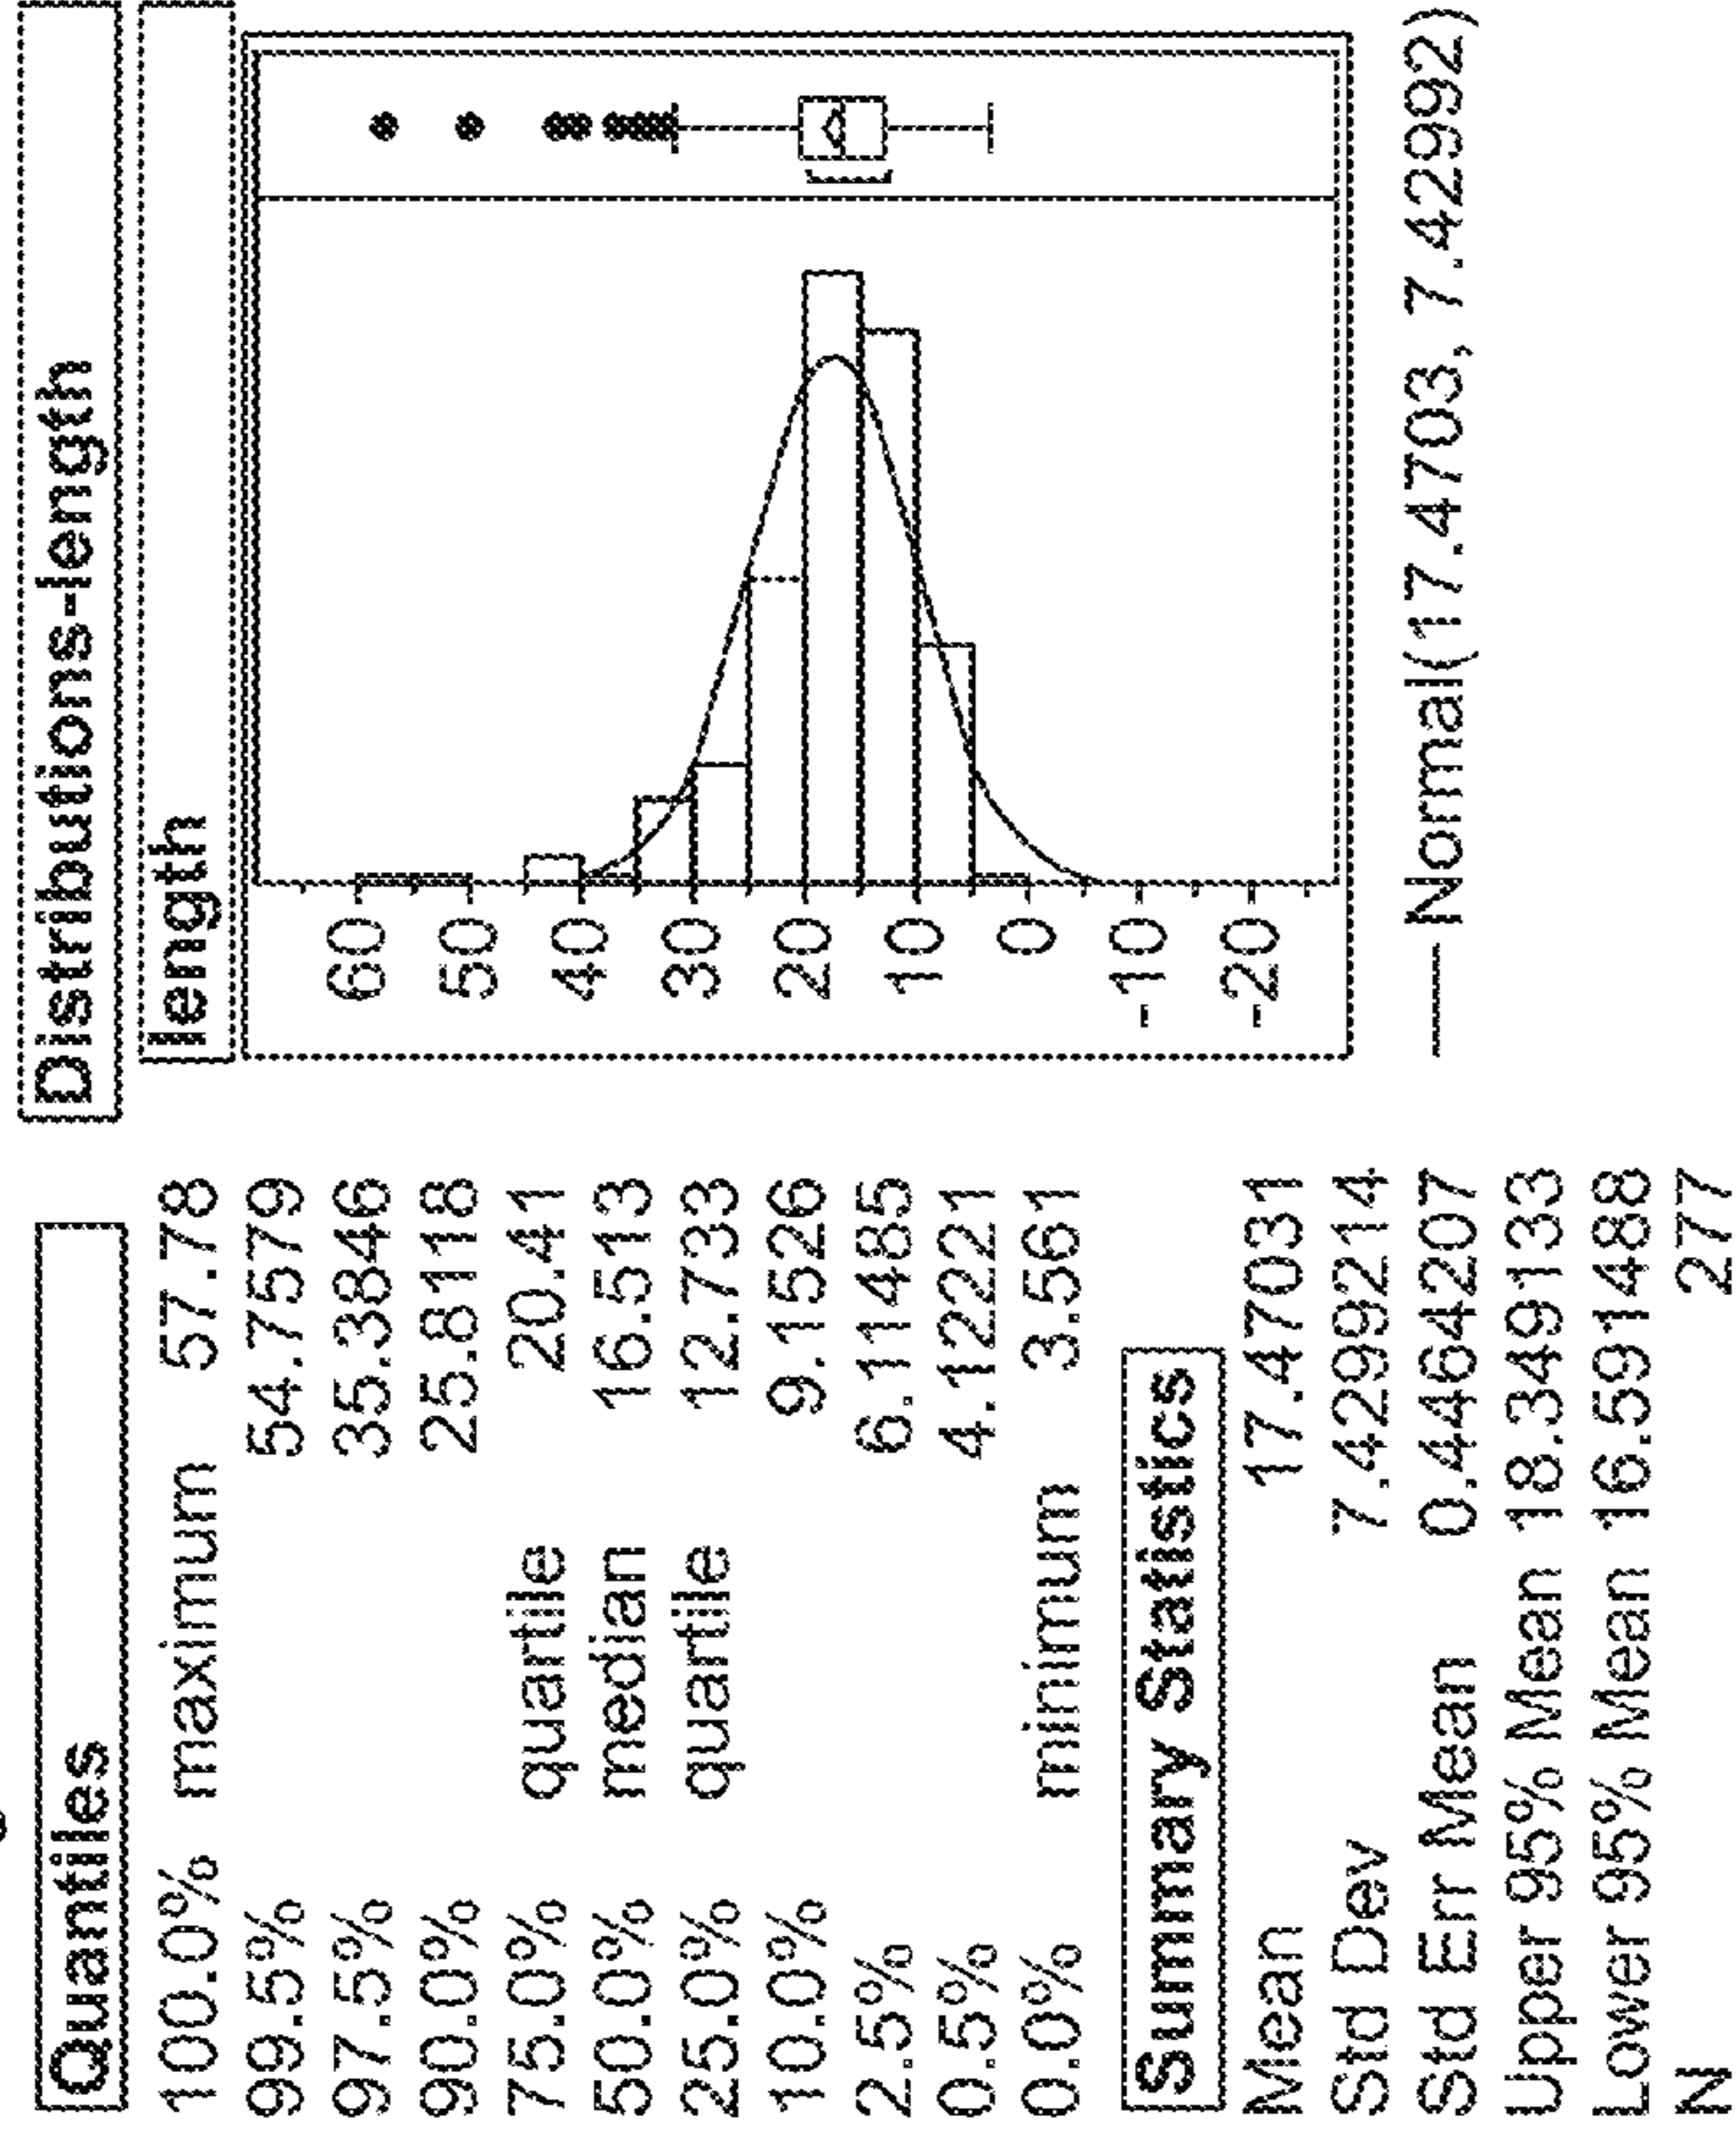 Quantiles
100.0% maximum 57.78
99.5% 54.7579
97.5% 35.3846
90.0% 25.8118
75.0% quartile 20.41
50.0% median 16.513
25.0% quartile 12.733
10.0% 9.1526
2.5% 6.11485
0.5% 4.12221
0.0% minimum 3.561
Summary Statistics
Mean 17.47031
Std Dev 7.4299214
Std Err Mean 0.4464207
Upper 95% Mean 18.349133
Lower 95% Mean 16.591488
N 277
Distributions-length
length
60
50
40
30
20
10
0
-10
-20
Normal(17.4703, 7.42992)